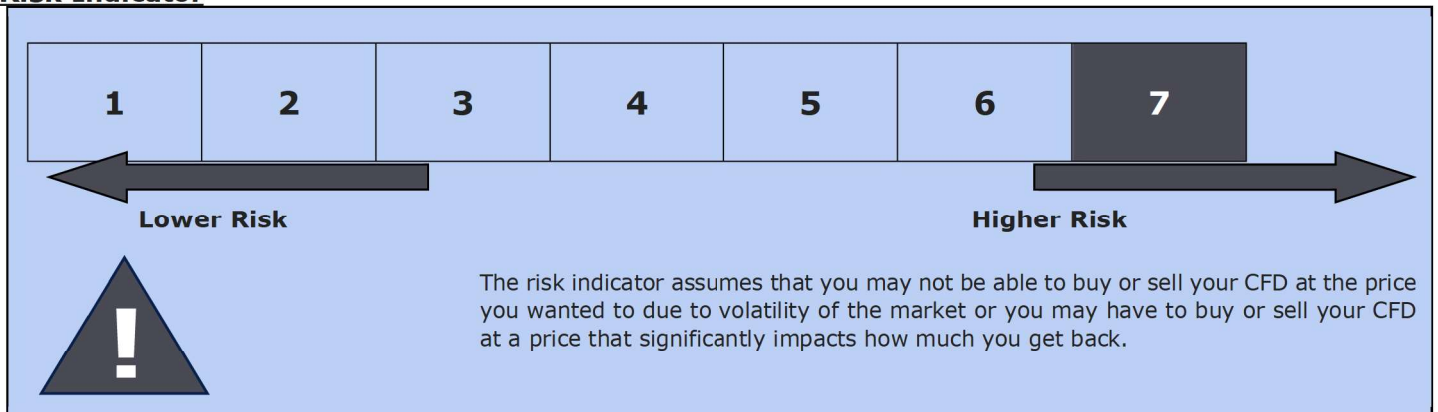 Risk Indicator
1 2 3 4 5 6 7
Lower Risk Higher Risk
!
The risk indicator assumes that you may not be able to buy or sell your CFD at the price
you wanted to due to volatility of the market or you may have to buy or sell your CFD
at a price that significantly impacts how much you get back.